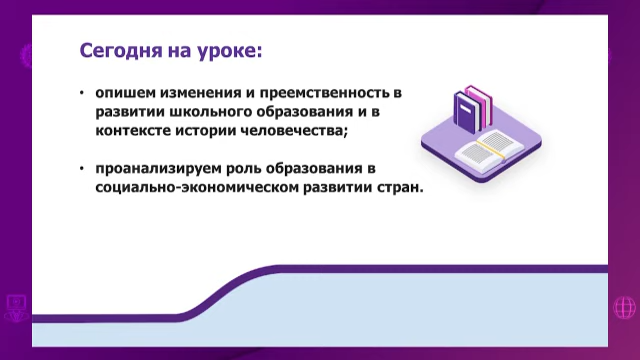 Сегодня на уроке:
• опишем изменения и преемственность в
развитии школьного образования и в
контексте истории человечества;
• проанализируем роль образования в
социально-экономическом развитии стран.